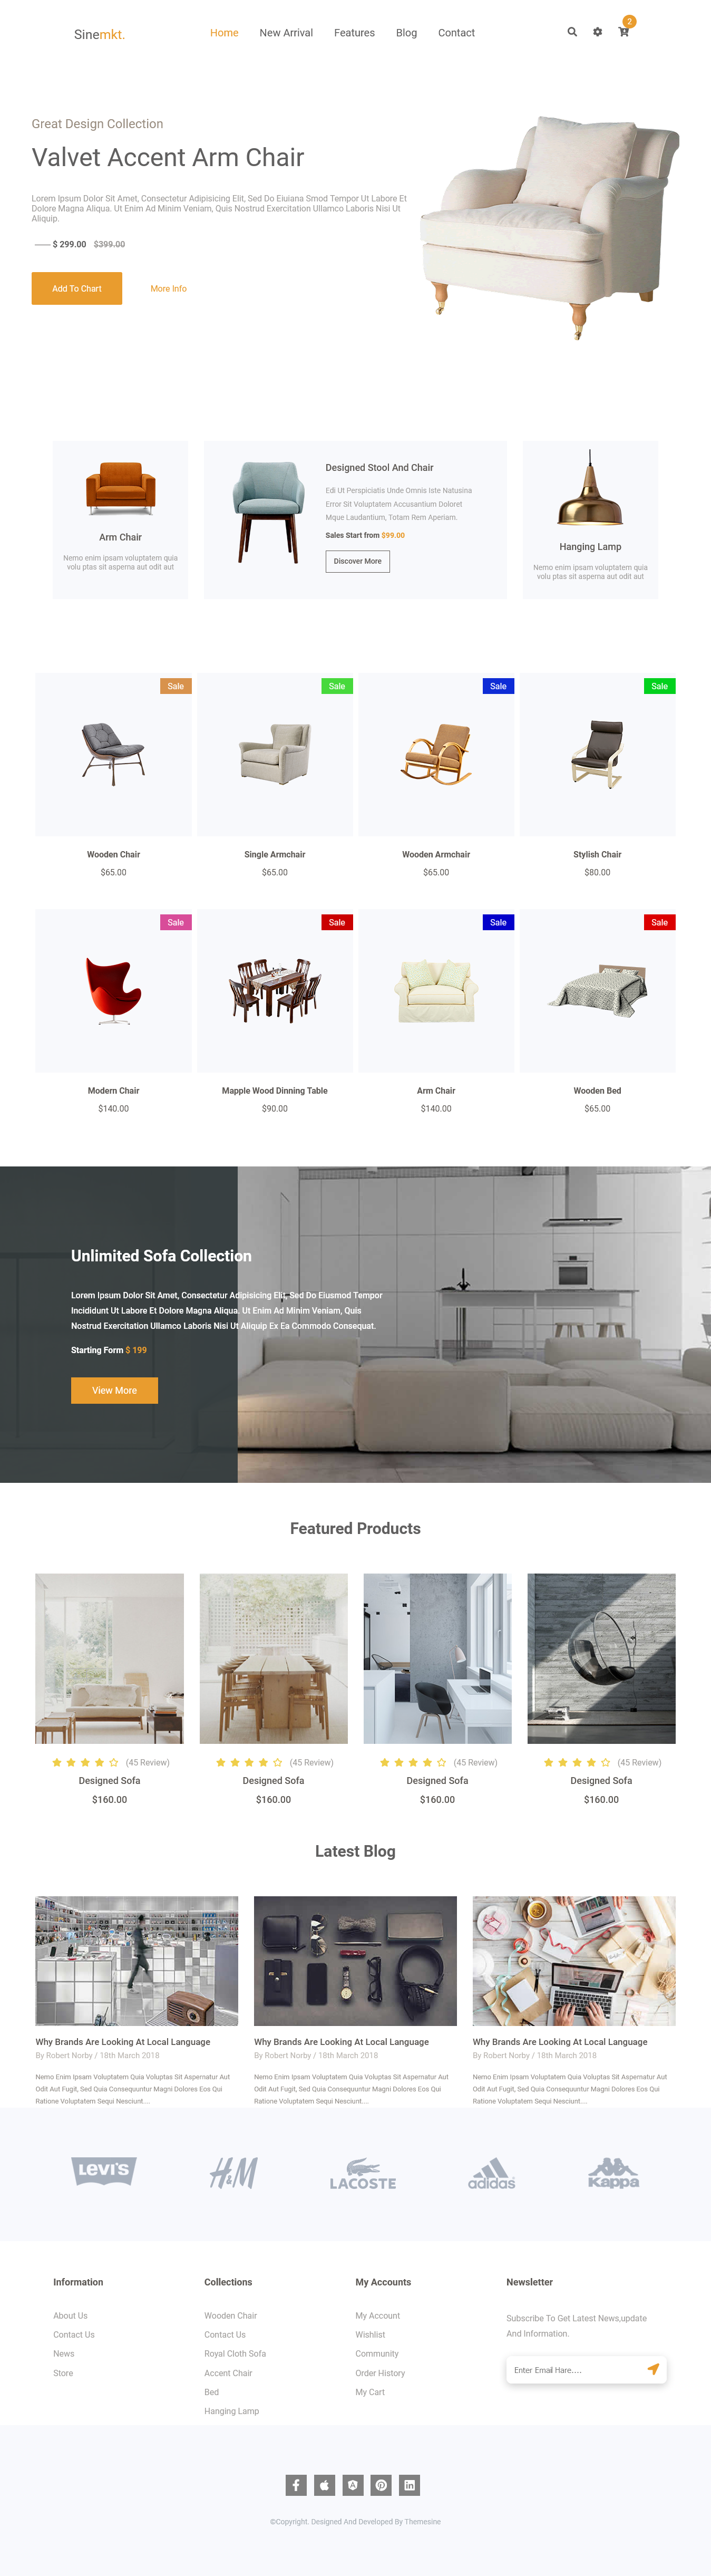 Sinemkt.
Home New Arrival Features Blog Contact
2
Great Design Collection
Valvet Accent Arm Chair
Lorem Ipsum Dolor Sit Amet, Consectetur Adipisicing Elit, Sed Do Eiuiana Smod Tempor Ut Labore Et
Dolore Magna Aliqua. Ut Enim Ad Minim Veniam, Quis Nostrud Exercitation Ullamco Laboris Nisi Ut
Aliquip.
$ 299.00 $399.00
Add To Chart More Info
Arm Chair
Nemo enim ipsam voluptatem quia
volu ptas sit asperna aut odit aut
Designed Stool And Chair
Edi Ut Perspiciatis Unde Omnis Iste Natusina
Error Sit Voluptatem Accusantium Doloret
Mque Laudantium, Totam Rem Aperiam.
Sales Start from $99.00
Discover More
Hanging Lamp
Nemo enim ipsam voluptatem quia
volu ptas sit asperna aut odit aut
Sale Sale Sale Sale
Wooden Chair Single Armchair Wooden Armchair Stylish Chair
$65.00 $65.00 $65.00 $80.00
Sale Sale Sale Sale
Modern Chair Mapple Wood Dinning Table Arm Chair Wooden Bed
$140.00 $90.00 $140.00 $65.00
Unlimited Sofa Collection
Lorem Ipsum Dolor Sit Amet, Consectetur Adipisicing Elit, Sed Do Eiusmod Tempor
Incididunt Ut Labore Et Dolore Magna Aliqua. Ut Enim Ad Minim Veniam, Quis
Nostrud Exercitation Ullamco Laboris Nisi Ut Aliquip Ex Ea Commodo Consequat.
Starting Form $ 199
View More
Featured Products
(45 Review) (45 Review) (45 Review) (45 Review)
Designed Sofa Designed Sofa Designed Sofa Designed Sofa
$160.00 $160.00 $160.00 $160.00
Latest Blog
Why Brands Are Looking At Local Language
By Robert Norby / 18th March 2018
Nemo Enim Ipsam Voluptatem Quia Voluptas Sit Aspernatur Aut
Odit Aut Fugit, Sed Quia Consequuntur Magni Dolores Eos Qui
Ratione Voluptatem Sequi Nesciunt....
Why Brands Are Looking At Local Language
By Robert Norby / 18th March 2018
Nemo Enim Ipsam Voluptatem Quia Voluptas Sit Aspernatur Aut
Odit Aut Fugit, Sed Quia Consequuntur Magni Dolores Eos Qui
Ratione Voluptatem Sequi Nesciunt....
Why Brands Are Looking At Local Language
By Robert Norby / 18th March 2018
Nemo Enim Ipsam Voluptatem Quia Voluptas Sit Aspernatur Aut
Odit Aut Fugit, Sed Quia Consequuntur Magni Dolores Eos Qui
Ratione Voluptatem Sequi Nesciunt....
LEVI'S H&M LACOSTE adidas Kappa
Information
About Us
Contact Us
News
Store
Collections
Wooden Chair
Contact Us
Royal Cloth Sofa
Accent Chair
Bed
Hanging Lamp
My Accounts
My Account
Wishlist
Community
Order History
My Cart
Newsletter
Subscribe To Get Latest News,update
And Information.
Enter Email Hare....
©Copyright. Designed And Developed By Themesine